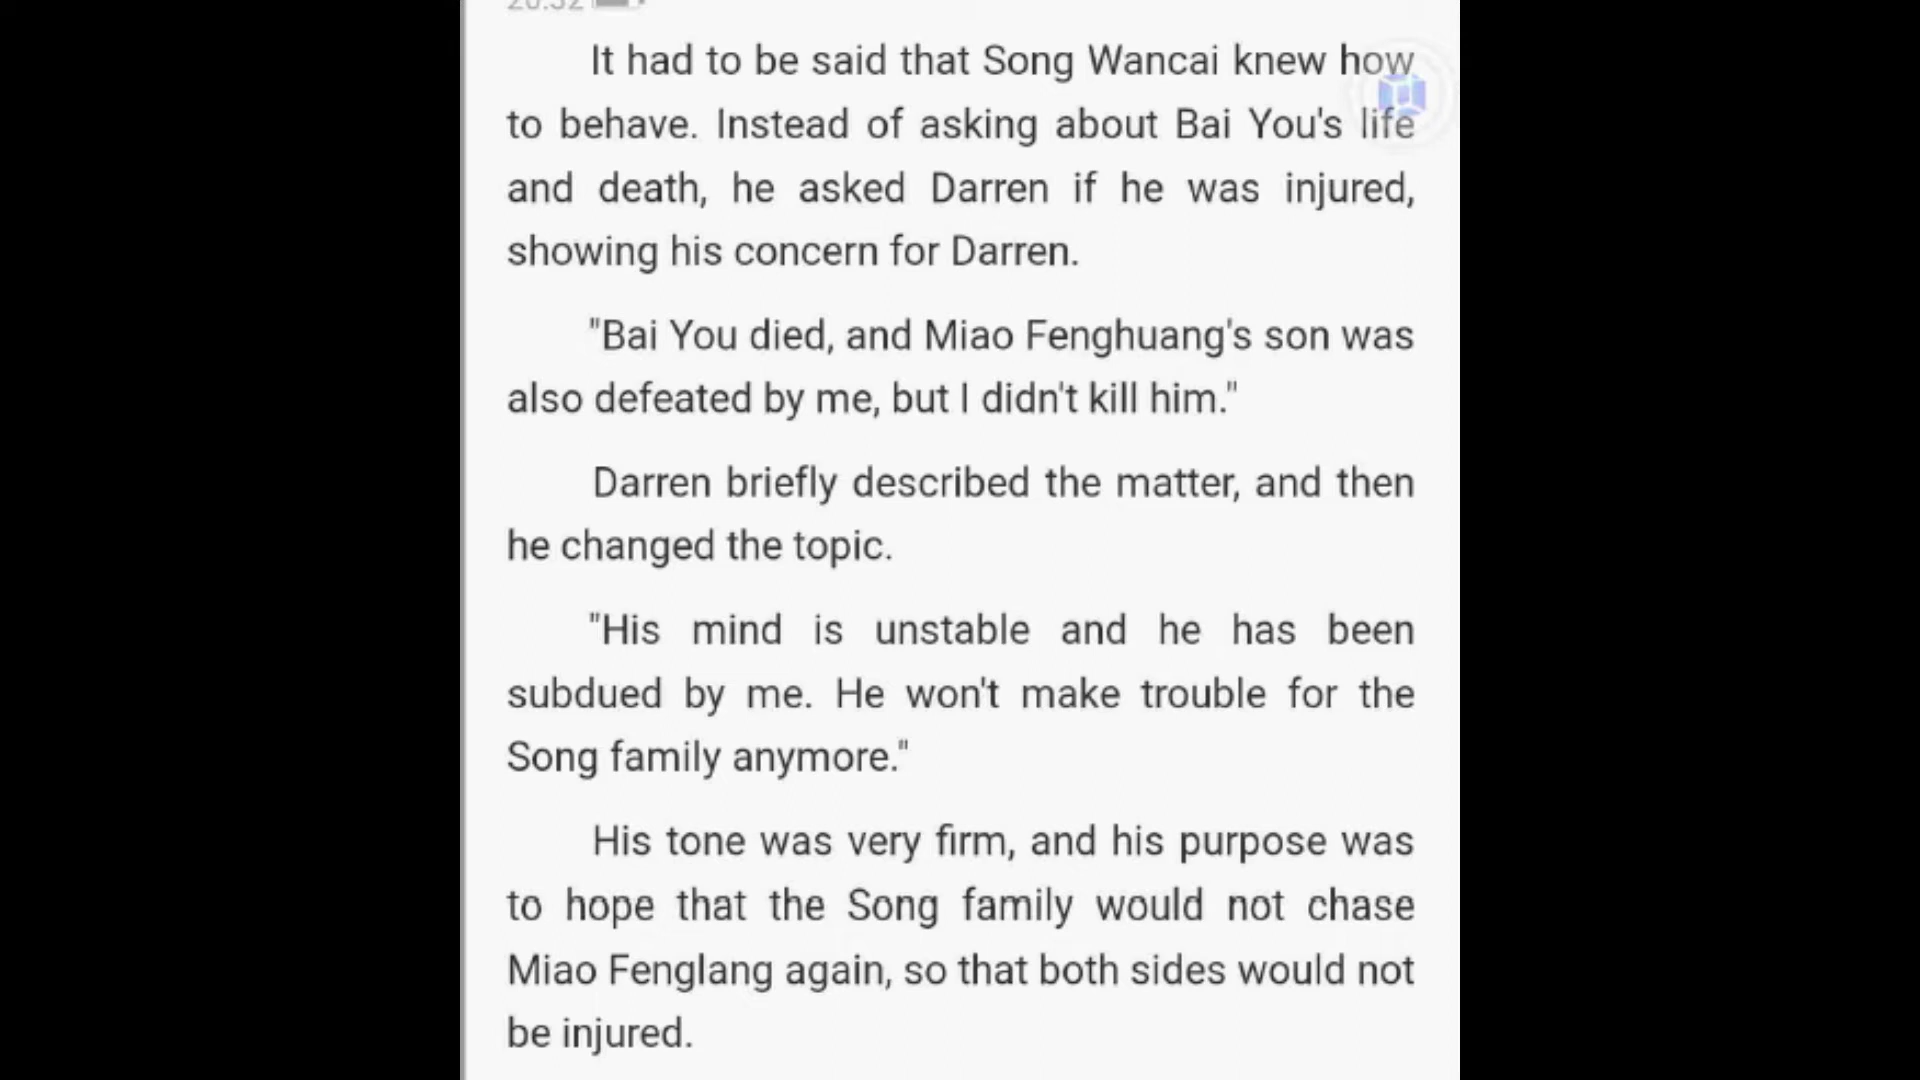 It had to be said that Song Wancai knew how
to behave. Instead of asking about Bai You's life
and death, he asked Darren if he was injured,
showing his concern for Darren.
"Bai You died, and Miao Fenghuang's son was
also defeated by me, but I didn't kill him."
Darren briefly described the matter, and then
he changed the topic.
"His mind is unstable and he has been
subdued by me. He won't make trouble for the
Song family anymore."
His tone was very firm, and his purpose was
to hope that the Song family would not chase
Miao Fenglang again, so that both sides would not
be injured.